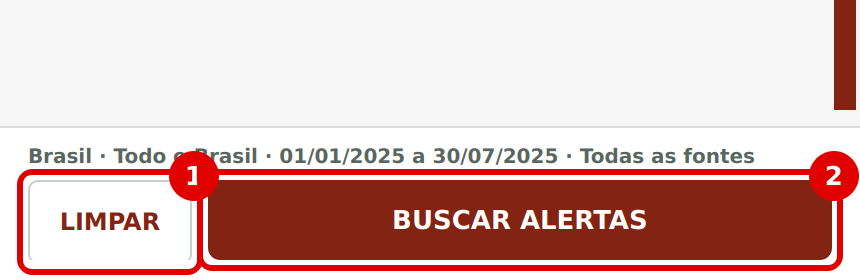 Brasil · Todo o Brasil · 01/01/2025 a 30/07/2025 · Todas as fontes
1
2
LIMPAR
BUSCAR ALERTAS